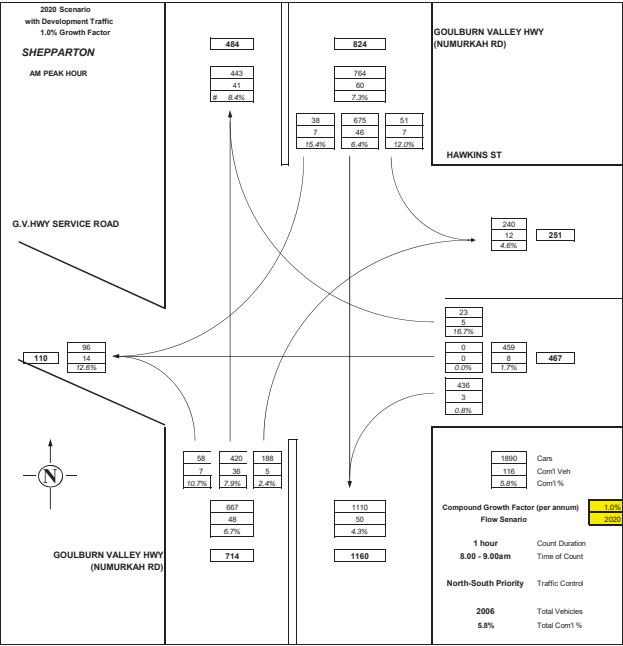 2020 Scenario
with Development Traffic
1.0% Growth Factor
SHEPPARTON
AM PEAK HOUR
484
824
GOULBURN VALLEY HWY
(NUMURKAH RD)
443
41
# 8.4%
764
60
7.3%
38 675 51
7 46 7
15.4% 6.4% 12.0%
HAWKINS ST
G.V.HWY SERVICE ROAD
240
12 251
4.6%
23
5
16.7%
110
96
14
12.6%
0 459
0 8 467
0.0% 1.7%
436
3
0.8%
N
58 420 188
7 36 5
10.7% 7.9% 2.4%
667
48
6.7%
714
1110
50
4.3%
1160
GOULBURN VALLEY HWY
(NUMURKAH RD)
1890 Cars
116 Com'l Veh
5.8% Com'l %
Compound Growth Factor (per annum) 1.0%
Flow Senario 2020
1 hour Count Duration
8.00 - 9.00am Time of Count
North-South Priority Traffic Control
2006 Total Vehicles
5.8% Total Com'l %